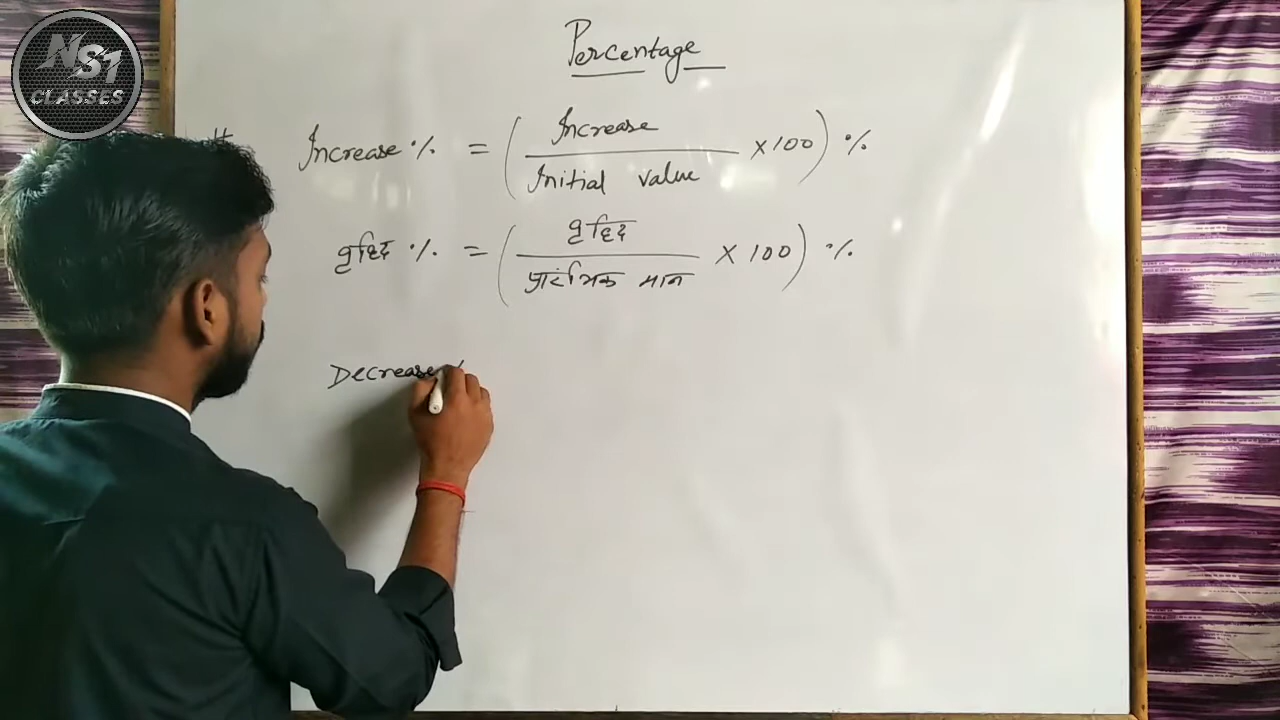 NS1
CLASSES
Percentage
# Increase % = ( Increase / Initial value × 100 ) %
वृद्धि % = ( वृद्धि / प्रारंभिक मान × 100 ) %
Decrease